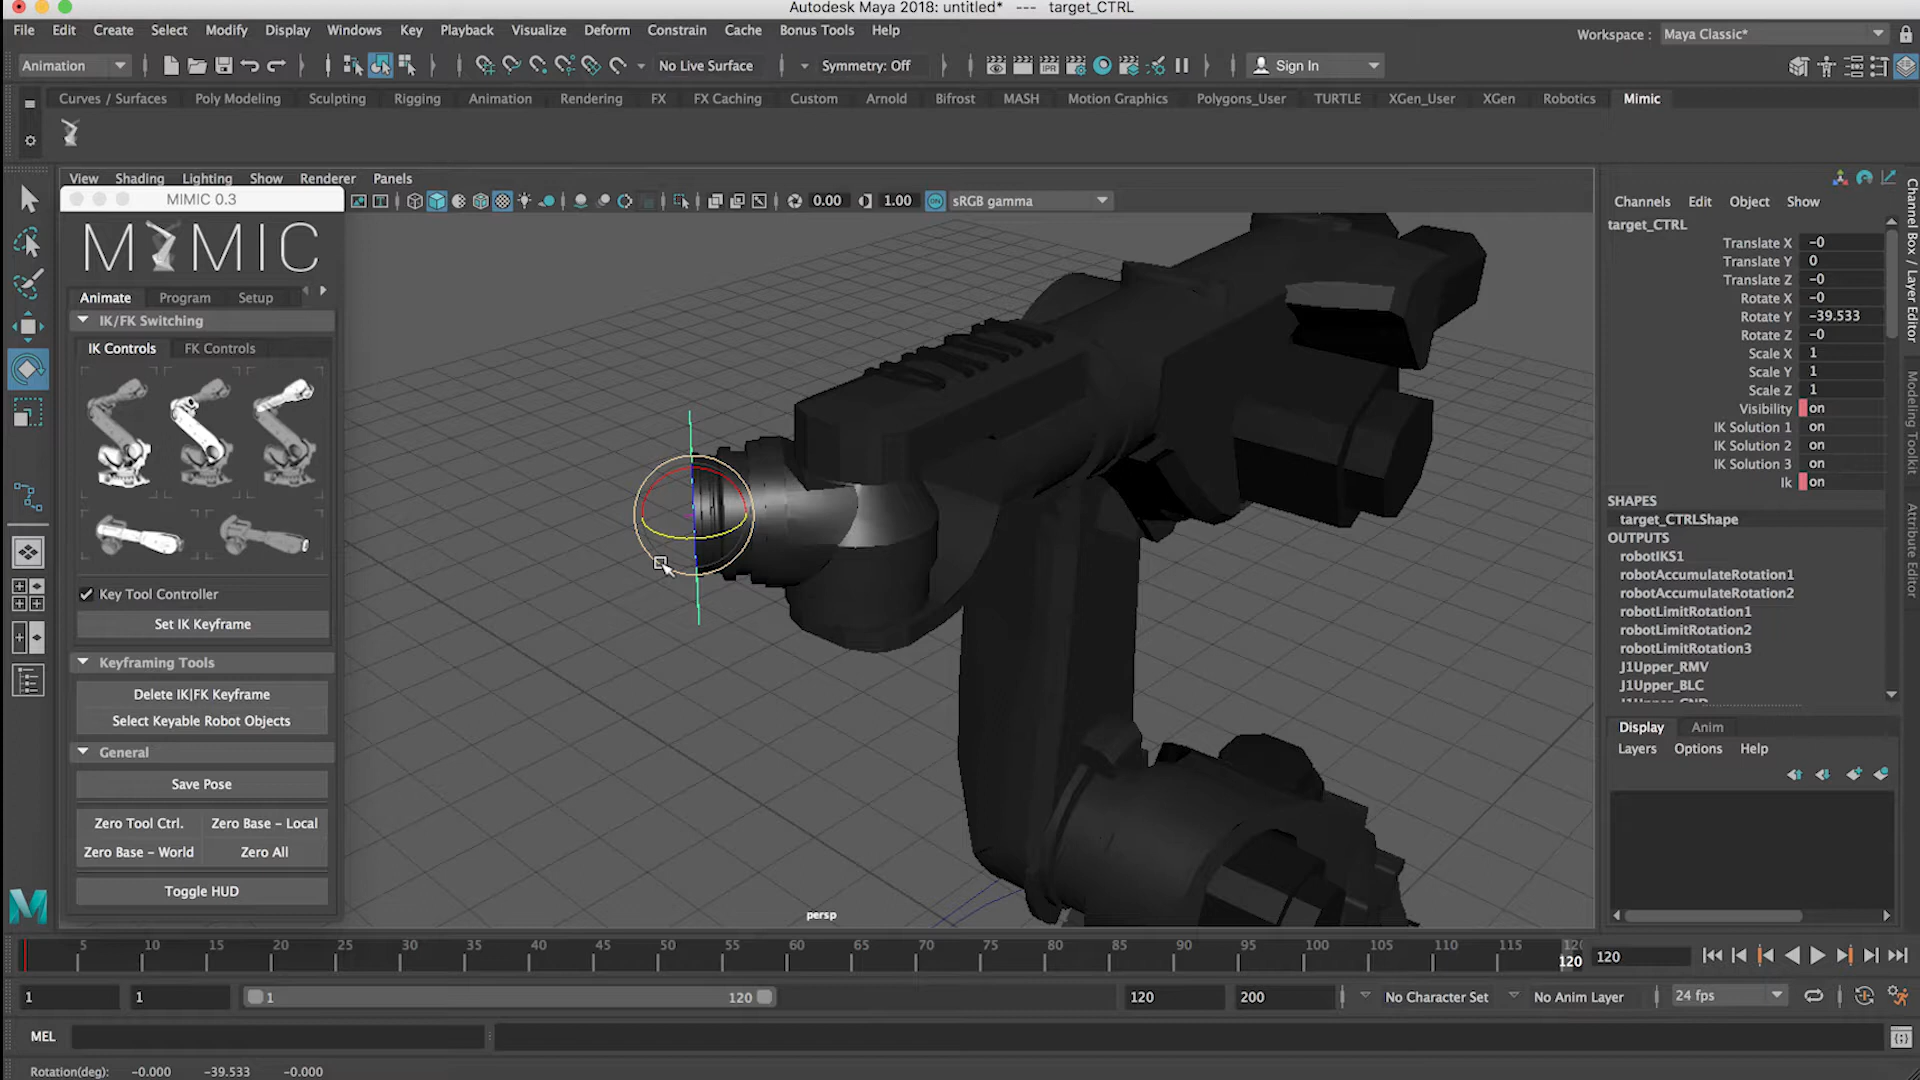 Autodesk Maya 2018: untitled*  ---  target_CTRL
File Edit Create Select Modify Display Windows Key Playback Visualize Deform Constrain Cache Bonus Tools Help
Workspace : Maya Classic*
Animation No Live Surface Symmetry: Off Sign In
Curves / Surfaces Poly Modeling Sculpting Rigging Animation Rendering FX FX Caching Custom Arnold Bifrost MASH Motion Graphics Polygons_User TURTLE XGen_User XGen Robotics Mimic
View Shading Lighting Show Renderer Panels
0.00 1.00 sRGB gamma
MIMIC 0.3
MIMIC
Animate Program Setup
IK/FK Switching
IK Controls FK Controls
Key Tool Controller
Set IK Keyframe
Keyframing Tools
Delete IK|FK Keyframe
Select Keyable Robot Objects
General
Save Pose
Zero Tool Ctrl. Zero Base - Local
Zero Base - World Zero All
Toggle HUD
persp
Channels Edit Object Show
target_CTRL
Translate X -0
Translate Y 0
Translate Z -0
Rotate X -0
Rotate Y -39.533
Rotate Z -0
Scale X 1
Scale Y 1
Scale Z 1
Visibility on
IK Solution 1 on
IK Solution 2 on
IK Solution 3 on
Ik on
SHAPES
target_CTRLShape
OUTPUTS
robotIKS1
robotAccumulateRotation1
robotAccumulateRotation2
robotLimitRotation1
robotLimitRotation2
robotLimitRotation3
J1Upper_RMV
J1Upper_BLC
Display Anim
Layers Options Help
Channel Box / Layer Editor
Modeling Toolkit
Attribute Editor
5 10 15 20 25 30 35 40 45 50 55 60 65 70 75 80 85 90 95 100 105 110 115
120 120
1 1 1 120 120 200 No Character Set No Anim Layer 24 fps
MEL
Rotation(deg): -0.000 -39.533 -0.000